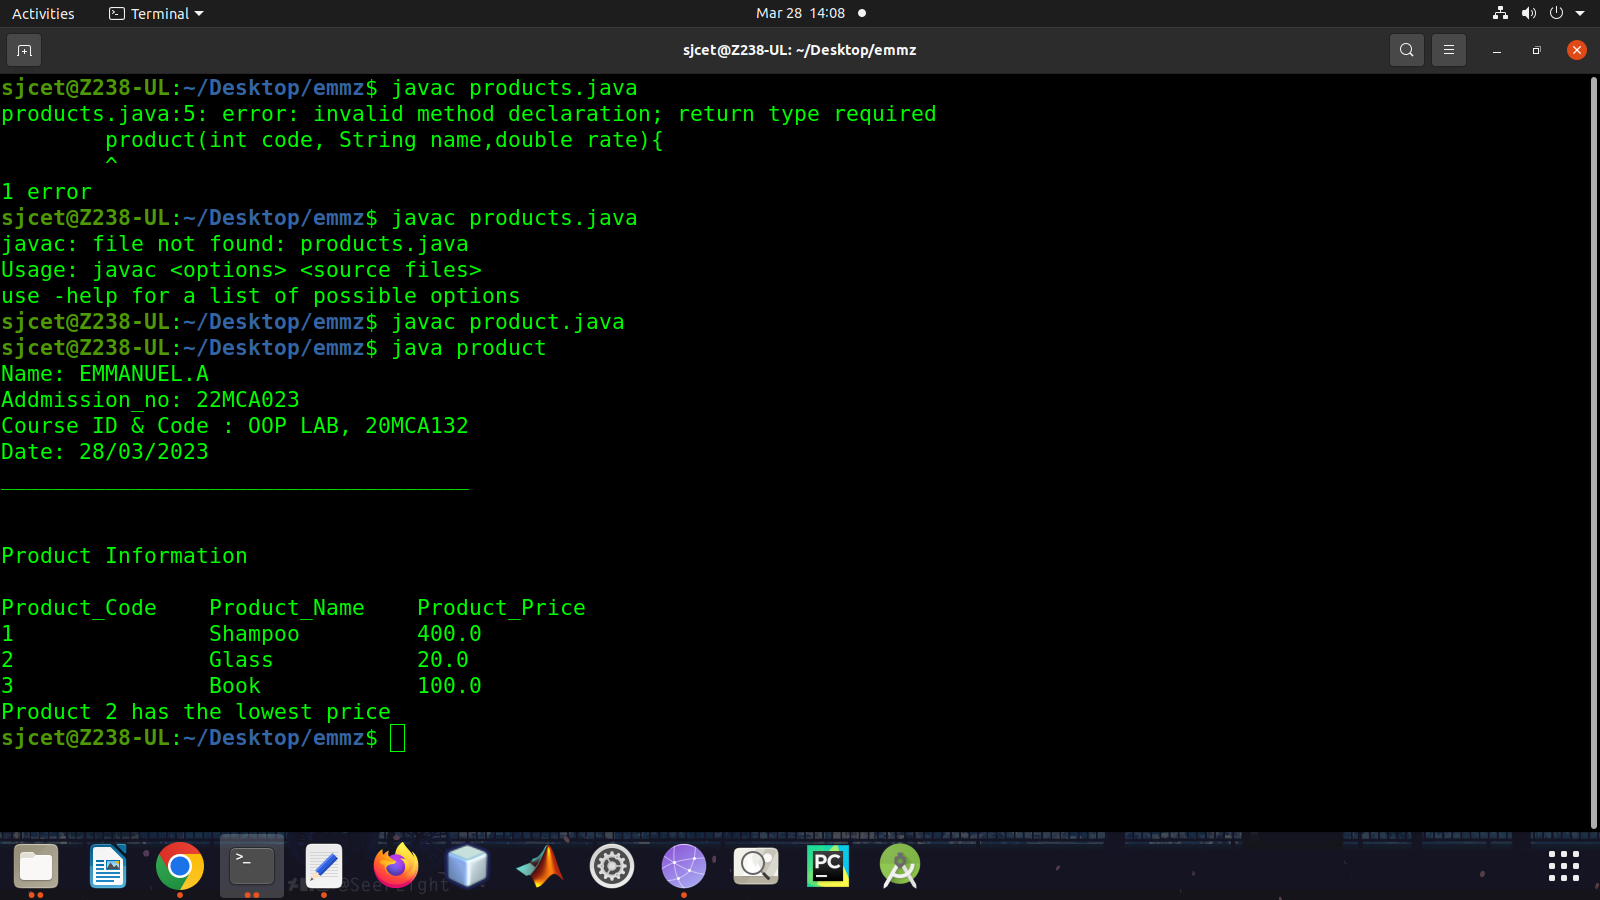 Activities Terminal Mar 28 14:08
sjcet@Z238-UL: ~/Desktop/emmz
sjcet@Z238-UL:~/Desktop/emmz$ javac products.java
products.java:5: error: invalid method declaration; return type required
product(int code, String name,double rate){
^
1 error
sjcet@Z238-UL:~/Desktop/emmz$ javac products.java
javac: file not found: products.java
Usage: javac <options> <source files>
use -help for a list of possible options
sjcet@Z238-UL:~/Desktop/emmz$ javac product.java
sjcet@Z238-UL:~/Desktop/emmz$ java product
Name: EMMANUEL.A
Addmission_no: 22MCA023
Course ID & Code : OOP LAB, 20MCA132
Date: 28/03/2023
____________________________________
Product Information
Product_Code Product_Name Product_Price
1 Shampoo 400.0
2 Glass 20.0
3 Book 100.0
Product 2 has the lowest price
sjcet@Z238-UL:~/Desktop/emmz$
>_
PC